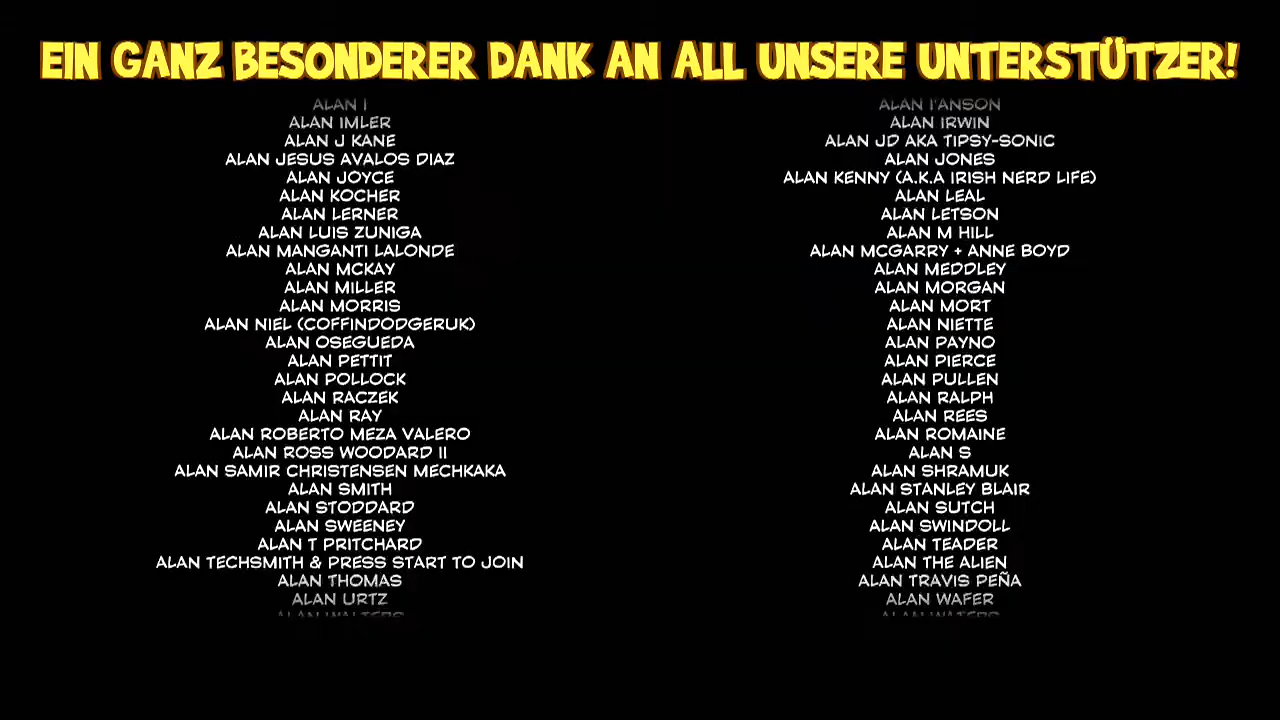 EIN GANZ BESONDERER DANK AN ALL UNSERE UNTERSTÜTZER!
ALAN I
ALAN IMLER
ALAN J KANE
ALAN JESUS AVALOS DIAZ
ALAN JOYCE
ALAN KOCHER
ALAN LERNER
ALAN LUIS ZUNIGA
ALAN MANGANTI LALONDE
ALAN MCKAY
ALAN MILLER
ALAN MORRIS
ALAN NIEL (COFFINDODGERUK)
ALAN OSEGUEDA
ALAN PETTIT
ALAN POLLOCK
ALAN RACZEK
ALAN RAY
ALAN ROBERTO MEZA VALERO
ALAN ROSS WOODARD II
ALAN SAMIR CHRISTENSEN MECHKAKA
ALAN SMITH
ALAN STODDARD
ALAN SWEENEY
ALAN T PRITCHARD
ALAN TECHSMITH & PRESS START TO JOIN
ALAN THOMAS
ALAN URTZ
ALAN WALTERS
ALAN I'ANSON
ALAN IRWIN
ALAN JD AKA TIPSY-SONIC
ALAN JONES
ALAN KENNY (A.K.A IRISH NERD LIFE)
ALAN LEAL
ALAN LETSON
ALAN M HILL
ALAN MCGARRY + ANNE BOYD
ALAN MEDDLEY
ALAN MORGAN
ALAN MORT
ALAN NIETTE
ALAN PAYNO
ALAN PIERCE
ALAN PULLEN
ALAN RALPH
ALAN REES
ALAN ROMAINE
ALAN S
ALAN SHRAMUK
ALAN STANLEY BLAIR
ALAN SUTCH
ALAN SWINDOLL
ALAN TEADER
ALAN THE ALIEN
ALAN TRAVIS PEÑA
ALAN WAFER
ALAN WATERS